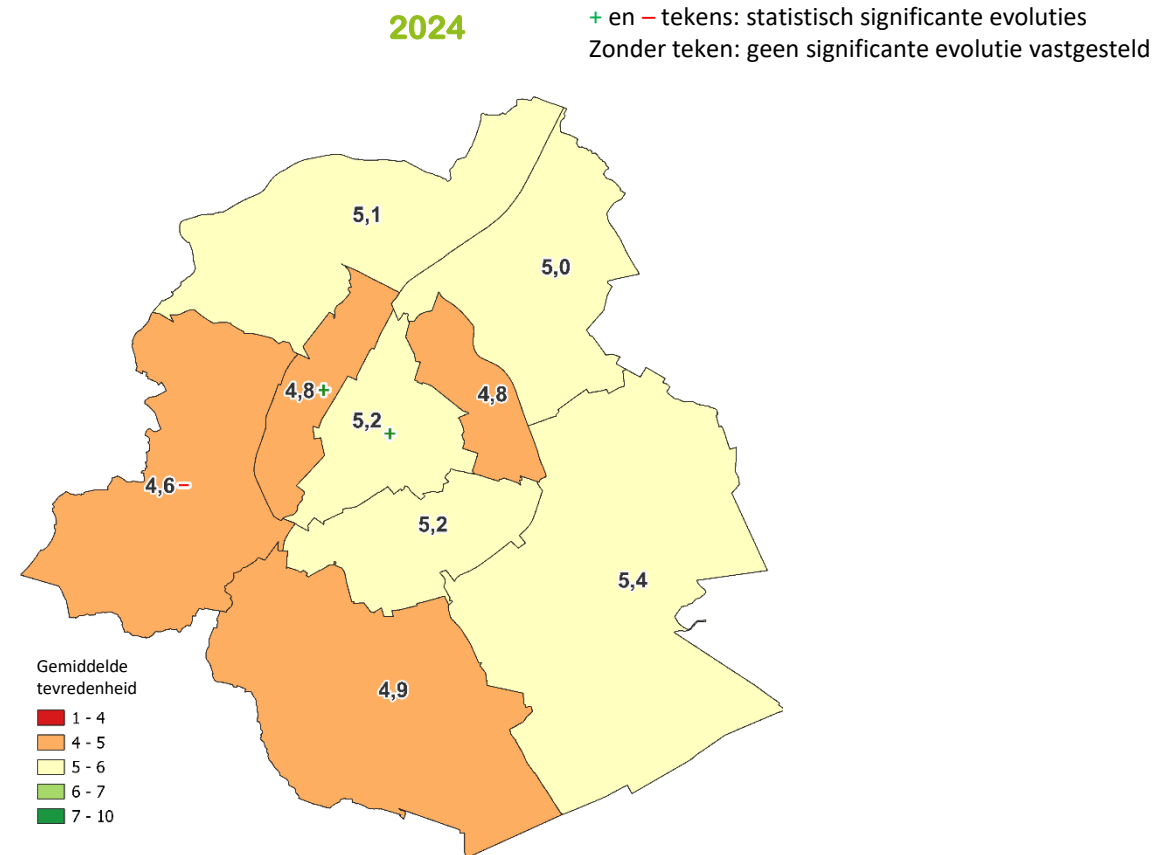 2024
+ en – tekens: statistisch significante evoluties
Zonder teken: geen significante evolutie vastgesteld
5,1
5,0
4,8 +
5,2 +
4,8
4,6 –
5,2
5,4
4,9
Gemiddelde
tevredenheid
1 - 4
4 - 5
5 - 6
6 - 7
7 - 10